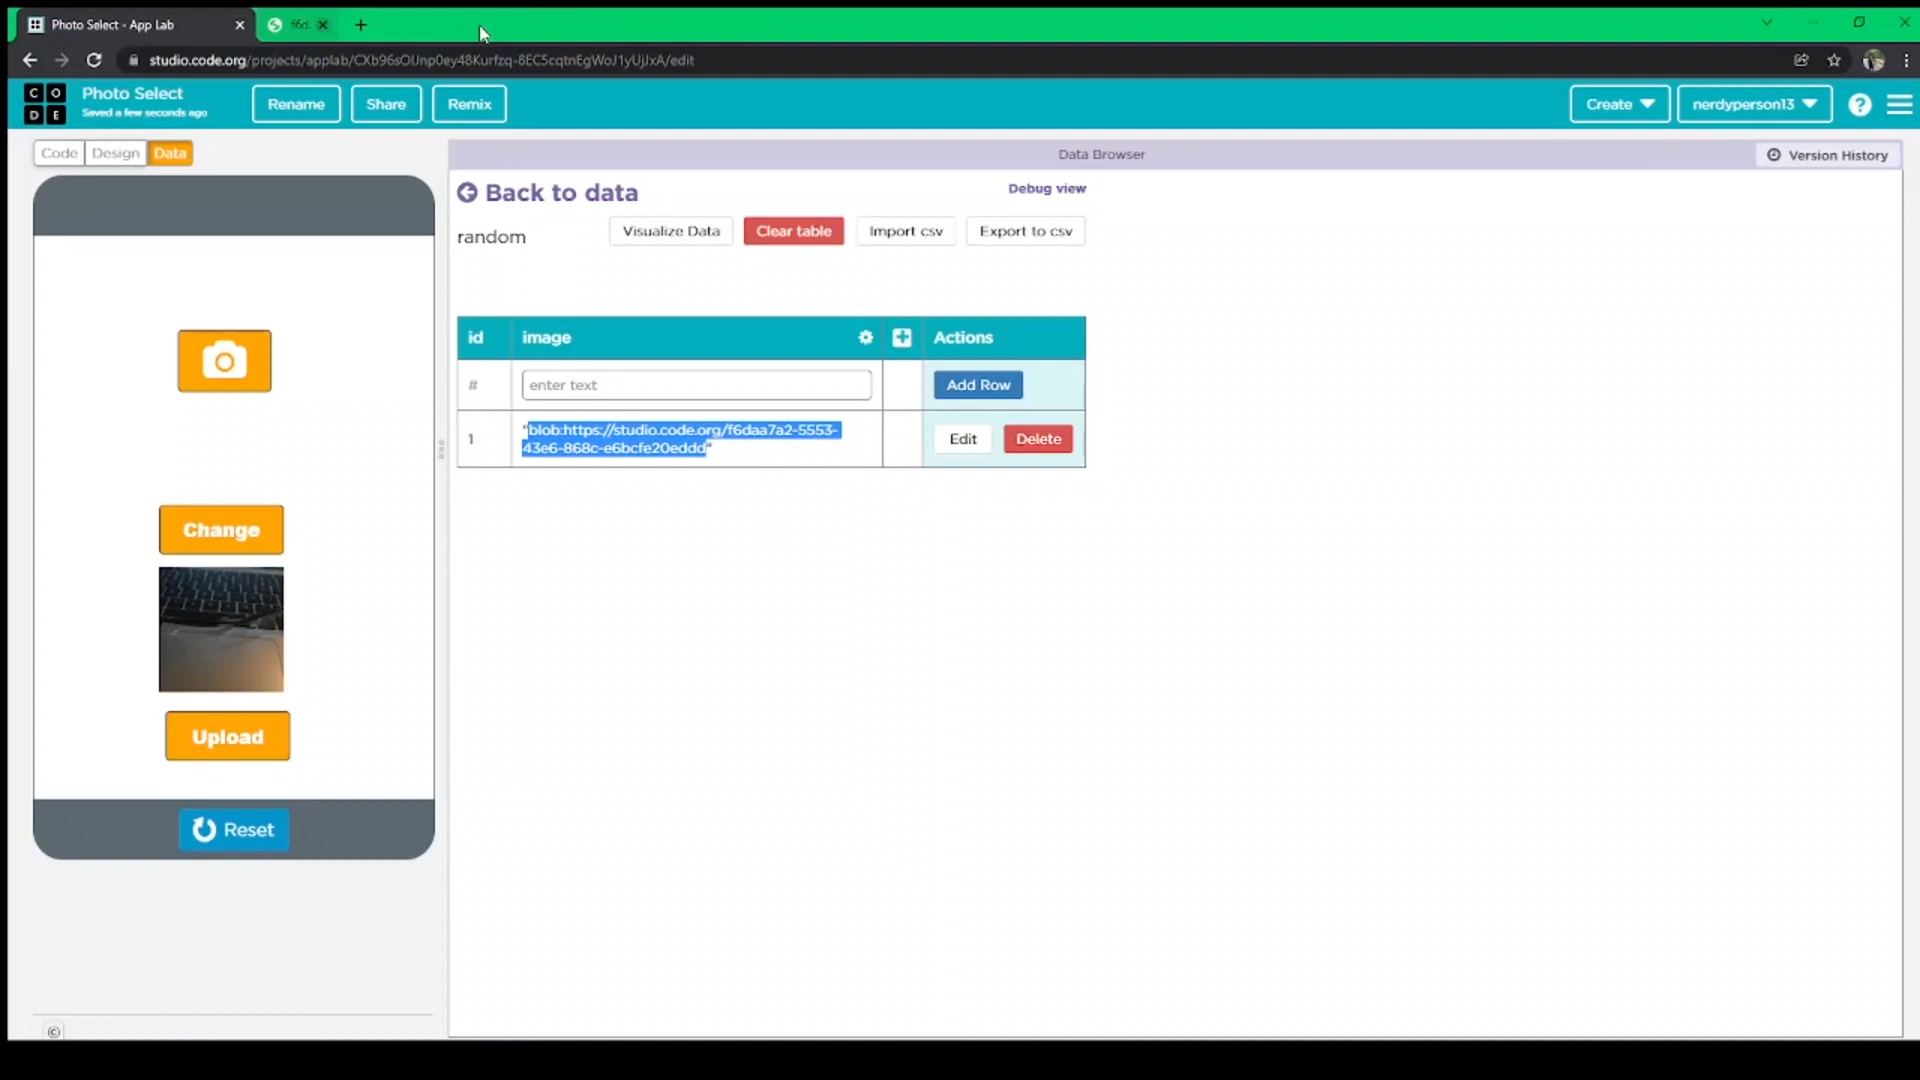 Photo Select - App Lab
f6d
studio.code.org/projects/applab/CXb96sOUnp0ey48Kurfzq-8EC5cqtnEgWoJ1yUjJxA/edit
C O D E
Photo Select
Saved a few seconds ago
Rename
Share
Remix
Create
nerdyperson13
?
Code
Design
Data
Data Browser
Version History
Back to data
Debug view
random
Visualize Data
Clear table
Import csv
Export to csv
id
image
Actions
#
enter text
Add Row
1
"blob:https://studio.code.org/f6daa7a2-5553-
43e6-868c-e6bcfe20eddd"
Edit
Delete
Change
Upload
Reset
©